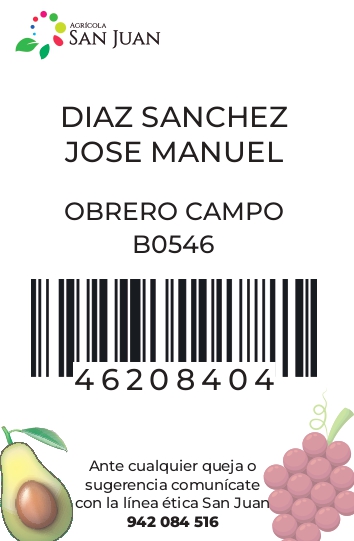 AGRÍCOLA
SAN JUAN
DIAZ SANCHEZ
JOSE MANUEL
OBRERO CAMPO
B0546
46208404
Ante cualquier queja o
sugerencia comunícate
con la línea ética San Juan
942 084 516